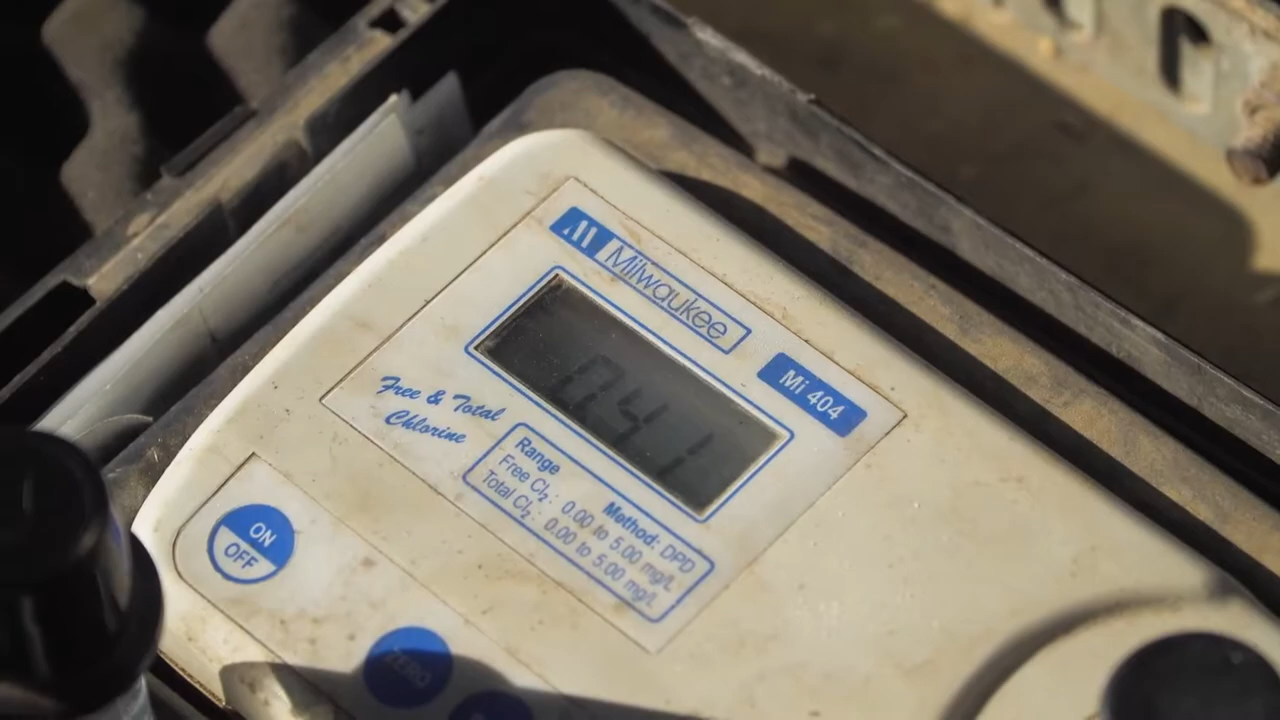 Milwaukee
Mi 404
0.41
Free & Total
Chlorine
Range
Method: DPD
Free Cl₂: 0.00 to 5.00 mg/L
Total Cl₂: 0.00 to 5.00 mg/L
ON
OFF
ZERO